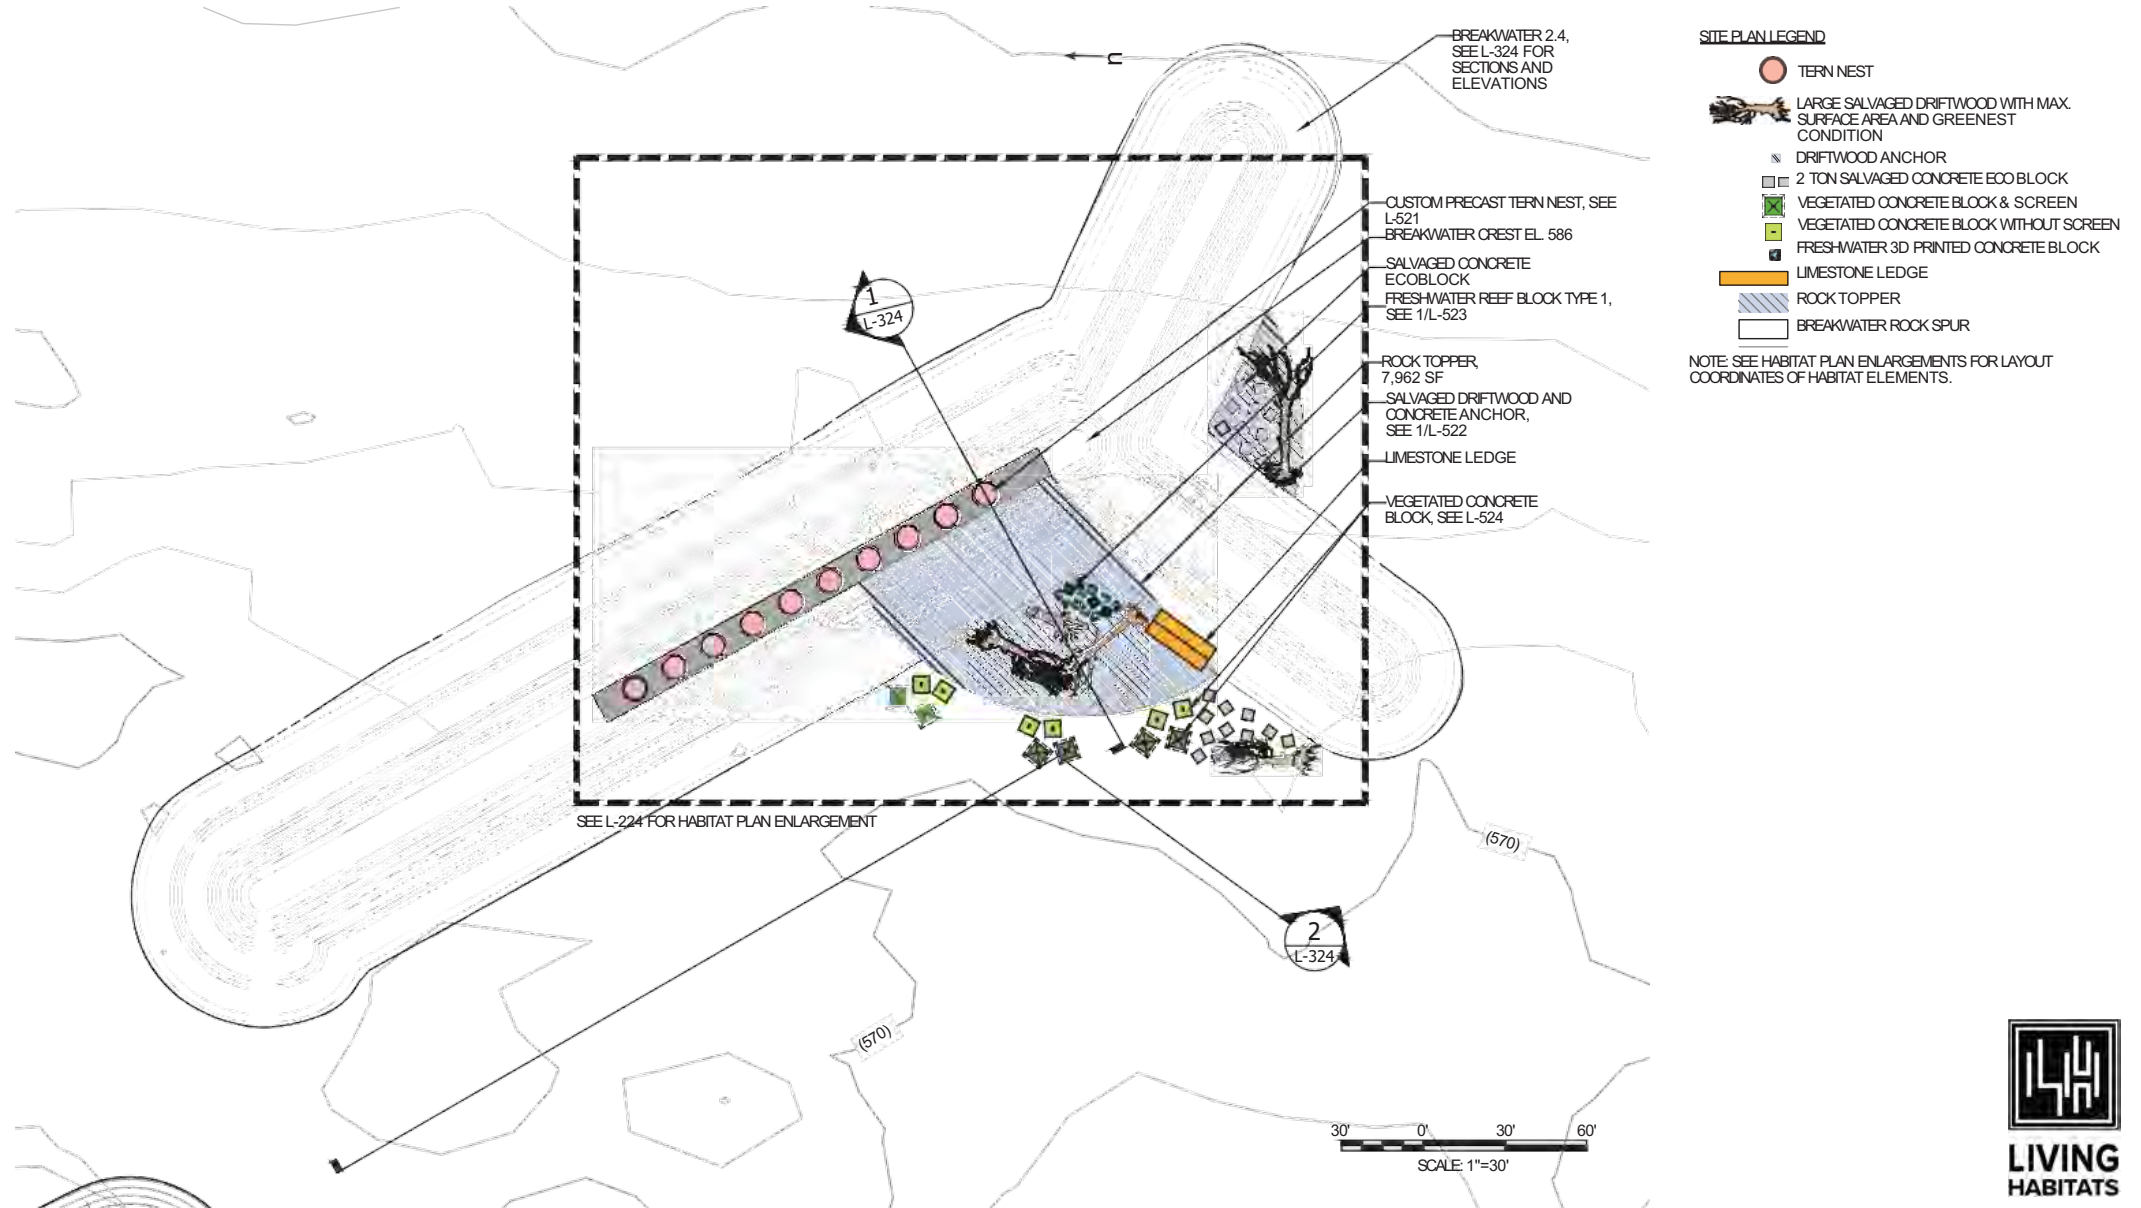 BREAKWATER 2.4,
SEE L-324 FOR
SECTIONS AND
ELEVATIONS
n
CUSTOM PRECAST TERN NEST, SEE
L-521
BREAKWATER CREST EL. 586
SALVAGED CONCRETE
ECOBLOCK
FRESHWATER REEF BLOCK TYPE 1,
SEE 1/L-523
ROCK TOPPER,
7,962 SF
SALVAGED DRIFTWOOD AND
CONCRETE ANCHOR,
SEE 1/L-522
LIMESTONE LEDGE
VEGETATED CONCRETE
BLOCK, SEE L-524
1
L-324
SEE L-224 FOR HABITAT PLAN ENLARGEMENT
2
L-324
(570)
(570)
30' 0' 30' 60'
SCALE: 1"=30'
SITE PLAN LEGEND
TERN NEST
LARGE SALVAGED DRIFTWOOD WITH MAX.
SURFACE AREA AND GREENEST
CONDITION
DRIFTWOOD ANCHOR
2 TON SALVAGED CONCRETE ECO BLOCK
VEGETATED CONCRETE BLOCK & SCREEN
VEGETATED CONCRETE BLOCK WITHOUT SCREEN
FRESHWATER 3D PRINTED CONCRETE BLOCK
LIMESTONE LEDGE
ROCK TOPPER
BREAKWATER ROCK SPUR
NOTE: SEE HABITAT PLAN ENLARGEMENTS FOR LAYOUT
COORDINATES OF HABITAT ELEMENTS.
LIVING
HABITATS